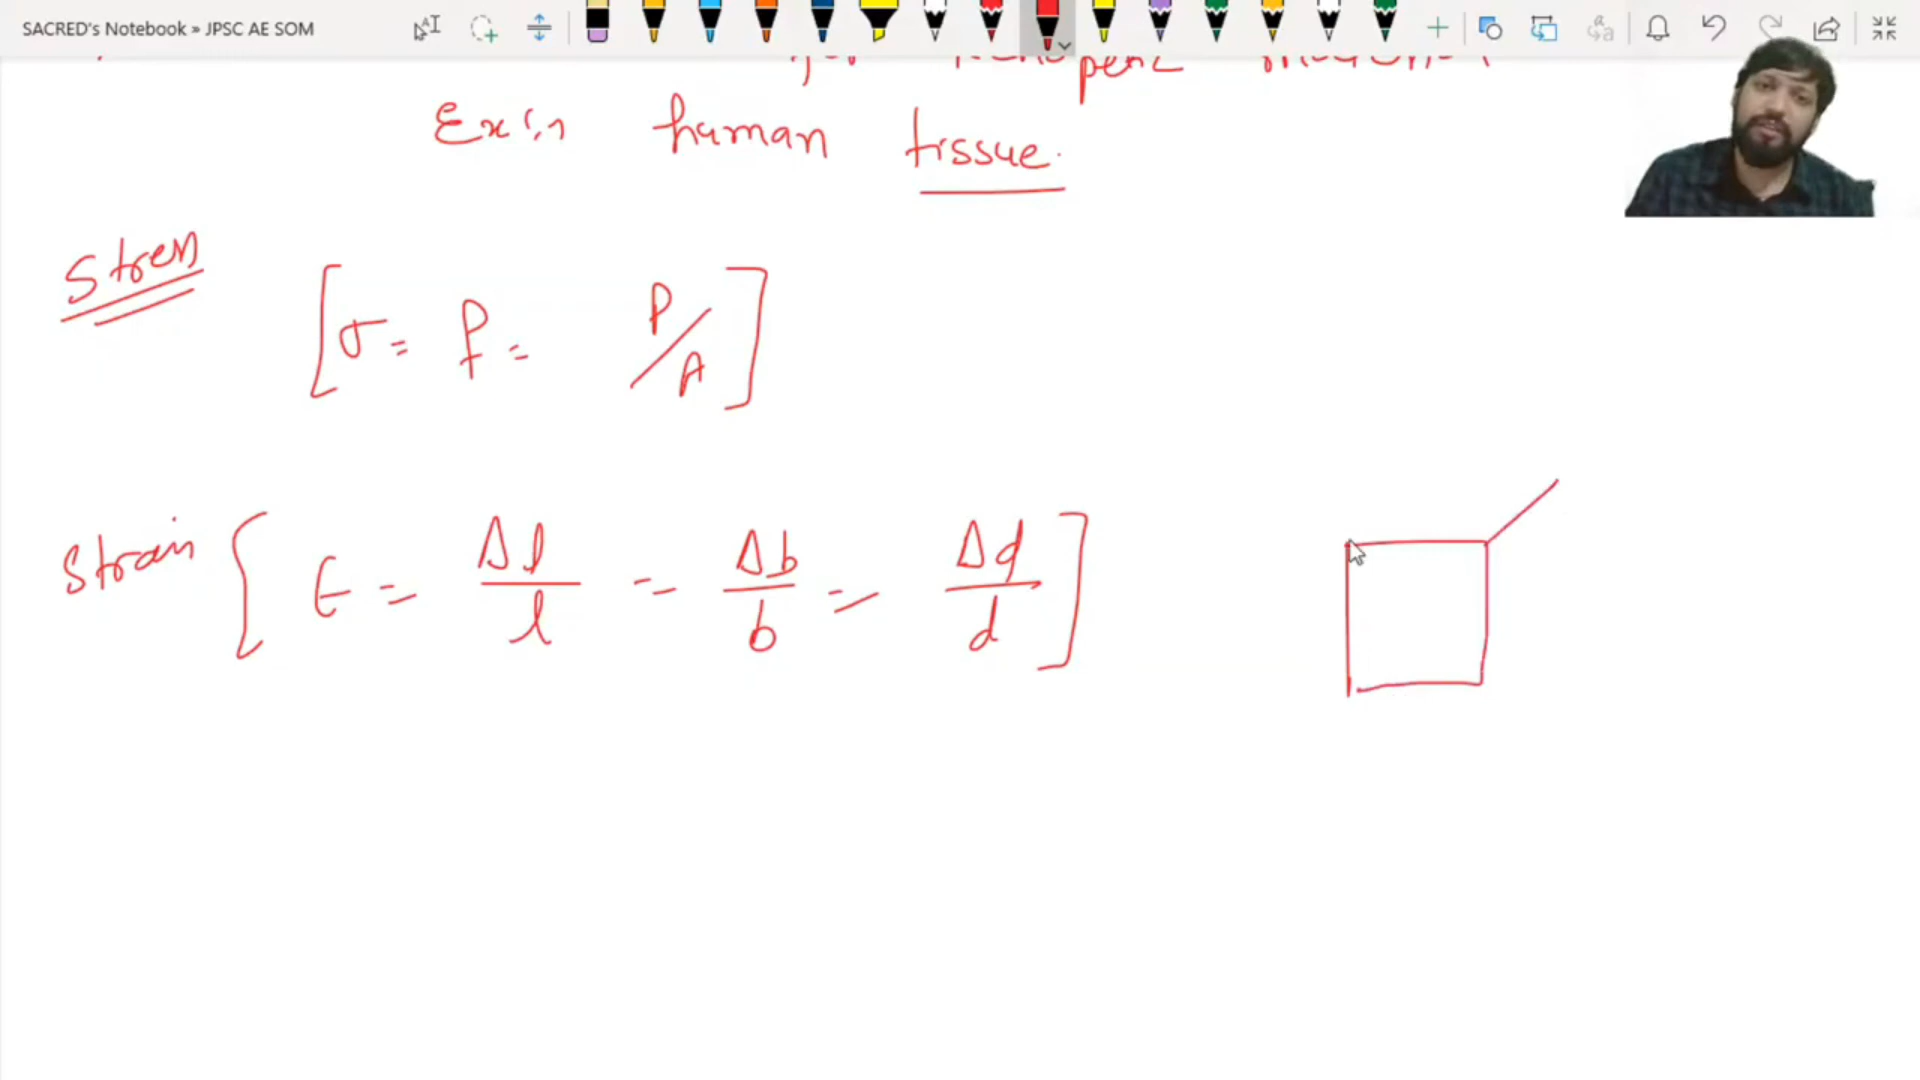 SACRED's Notebook » JPSC AE SOM
Ex:, human tissue.
Stress
[σ = f = P/A]
Strain [ϵ = Δl/l = Δb/b = Δd/d]